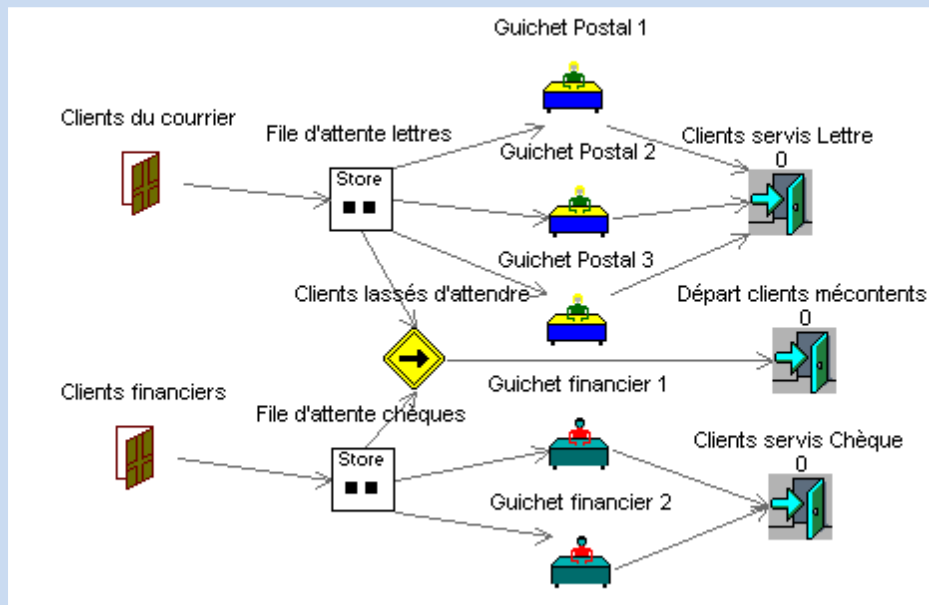 Guichet Postal 1
Clients du courrier
File d'attente lettres
Clients servis Lettre
0
Guichet Postal 2
Store
Guichet Postal 3
Clients lassés d'attendre
Départ clients mécontents
0
Guichet financier 1
Clients financiers
File d'attente chèques
Clients servis Chèque
0
Store
Guichet financier 2